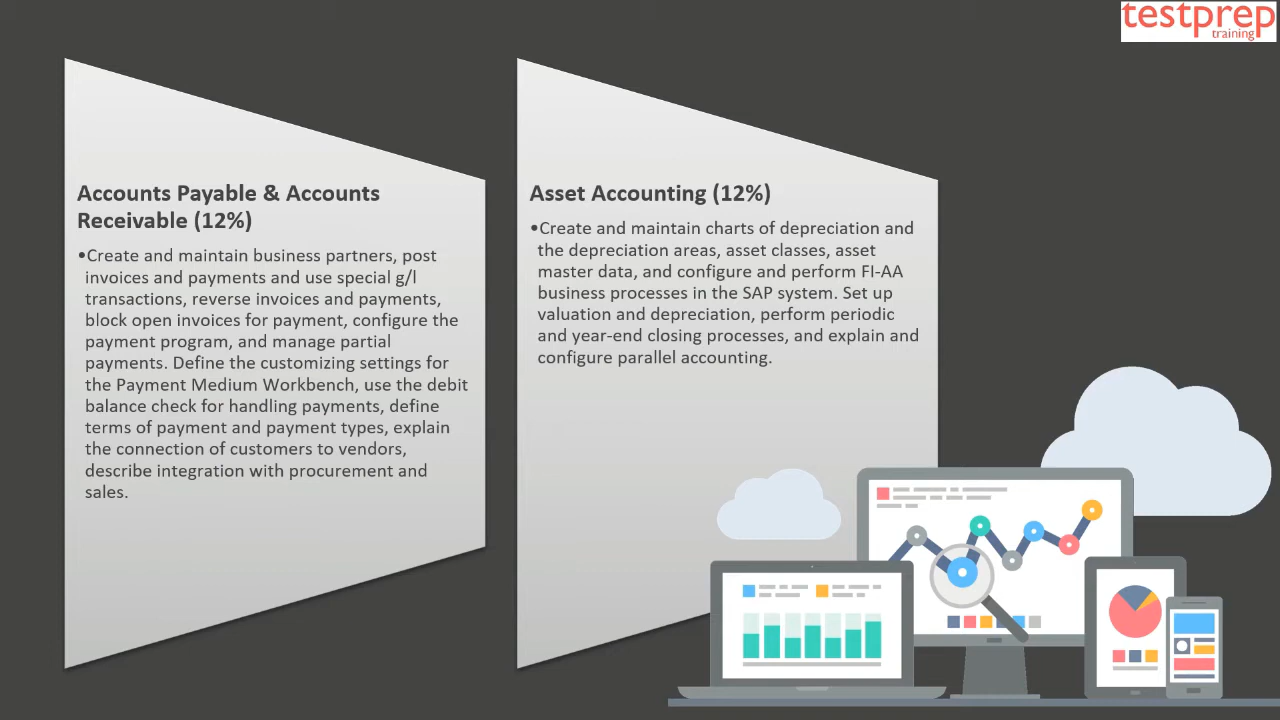 testprep
training
Accounts Payable & Accounts
Receivable (12%)
•Create and maintain business partners, post
invoices and payments and use special g/l
transactions, reverse invoices and payments,
block open invoices for payment, configure the
payment program, and manage partial
payments. Define the customizing settings for
the Payment Medium Workbench, use the debit
balance check for handling payments, define
terms of payment and payment types, explain
the connection of customers to vendors,
describe integration with procurement and
sales.
Asset Accounting (12%)
•Create and maintain charts of depreciation and
the depreciation areas, asset classes, asset
master data, and configure and perform FI-AA
business processes in the SAP system. Set up
valuation and depreciation, perform periodic
and year-end closing processes, and explain and
configure parallel accounting.